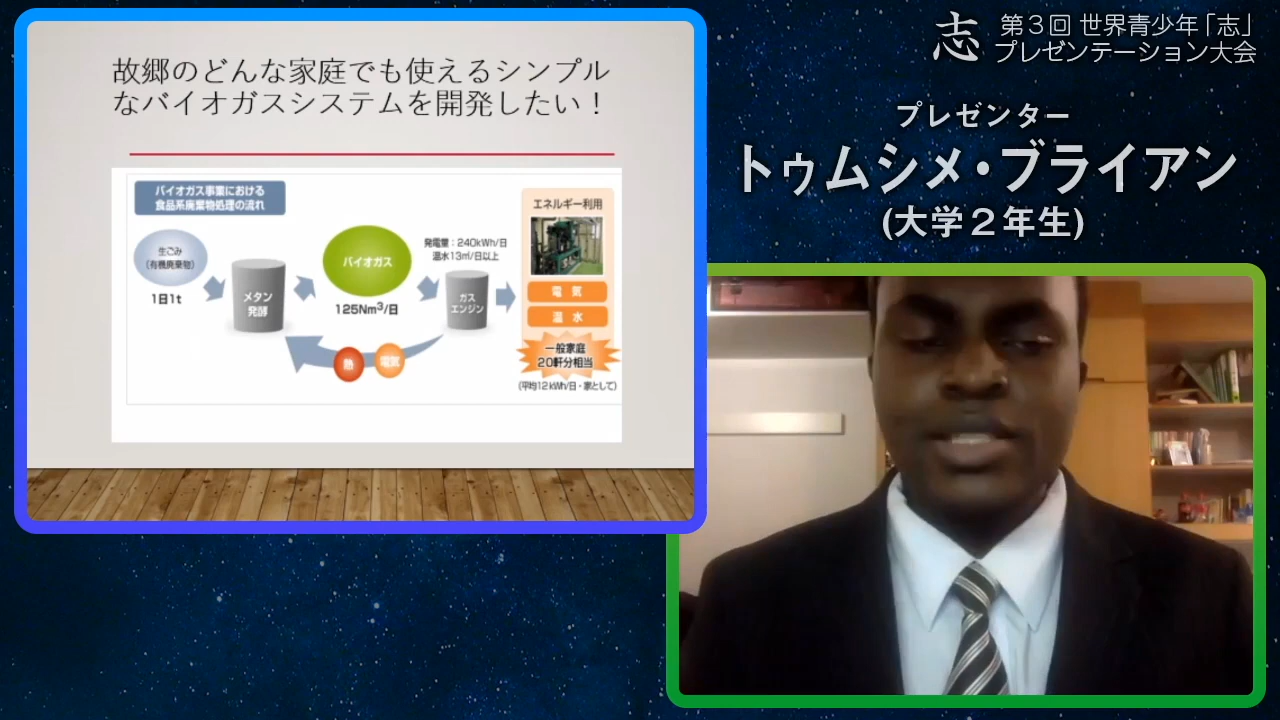 志
第3回 世界青少年「志」
プレゼンテーション大会
プレゼンター
トゥムシメ・ブライアン
(大学2年生)
故郷のどんな家庭でも使えるシンプル
なバイオガスシステムを開発したい！
バイオガス事業における
食品系廃棄物処理の流れ
生ごみ
(有機廃棄物)
1日1t
メタン
発酵
バイオガス
125Nm3/日
発電量：240kWh/日
温水13㎥/日以上
ガス
エンジン
熱
電気
エネルギー利用
電 気
温 水
一般家庭
20軒分相当
(平均12kWh/日・家として)